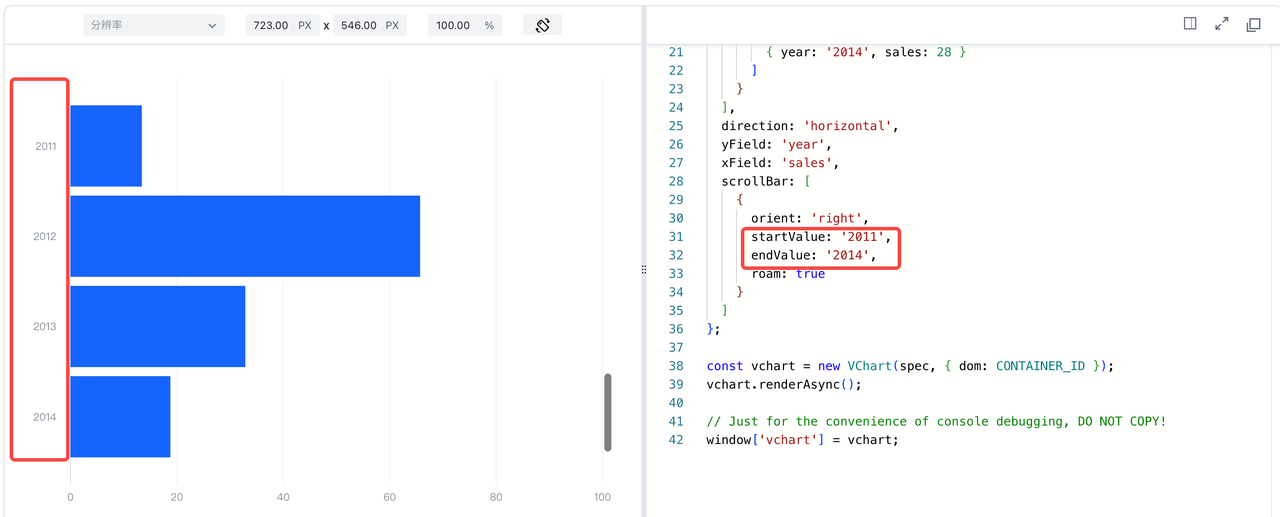 分辨率
723.00 PX x 546.00 PX
100.00 %
2011
2012
2013
2014
0 20 40 60 80 100
21 { year: '2014', sales: 28 }
22 ]
23 }
24 ],
25 direction: 'horizontal',
26 yField: 'year',
27 xField: 'sales',
28 scrollBar: [
29 {
30 orient: 'right',
31 startValue: '2011',
32 endValue: '2014',
33 roam: true
34 }
35 ]
36 };
37
38 const vchart = new VChart(spec, { dom: CONTAINER_ID });
39 vchart.renderAsync();
40
41 // Just for the convenience of console debugging, DO NOT COPY!
42 window['vchart'] = vchart;